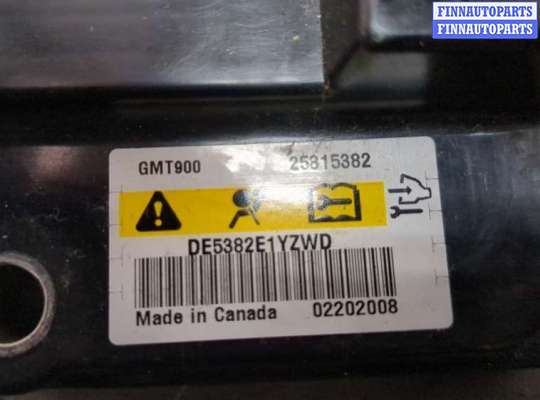 FINNAUTOPARTS
FINNAUTOPARTS
GMT900 25815382
DE5382E1YZWD
Made in Canada 02202008